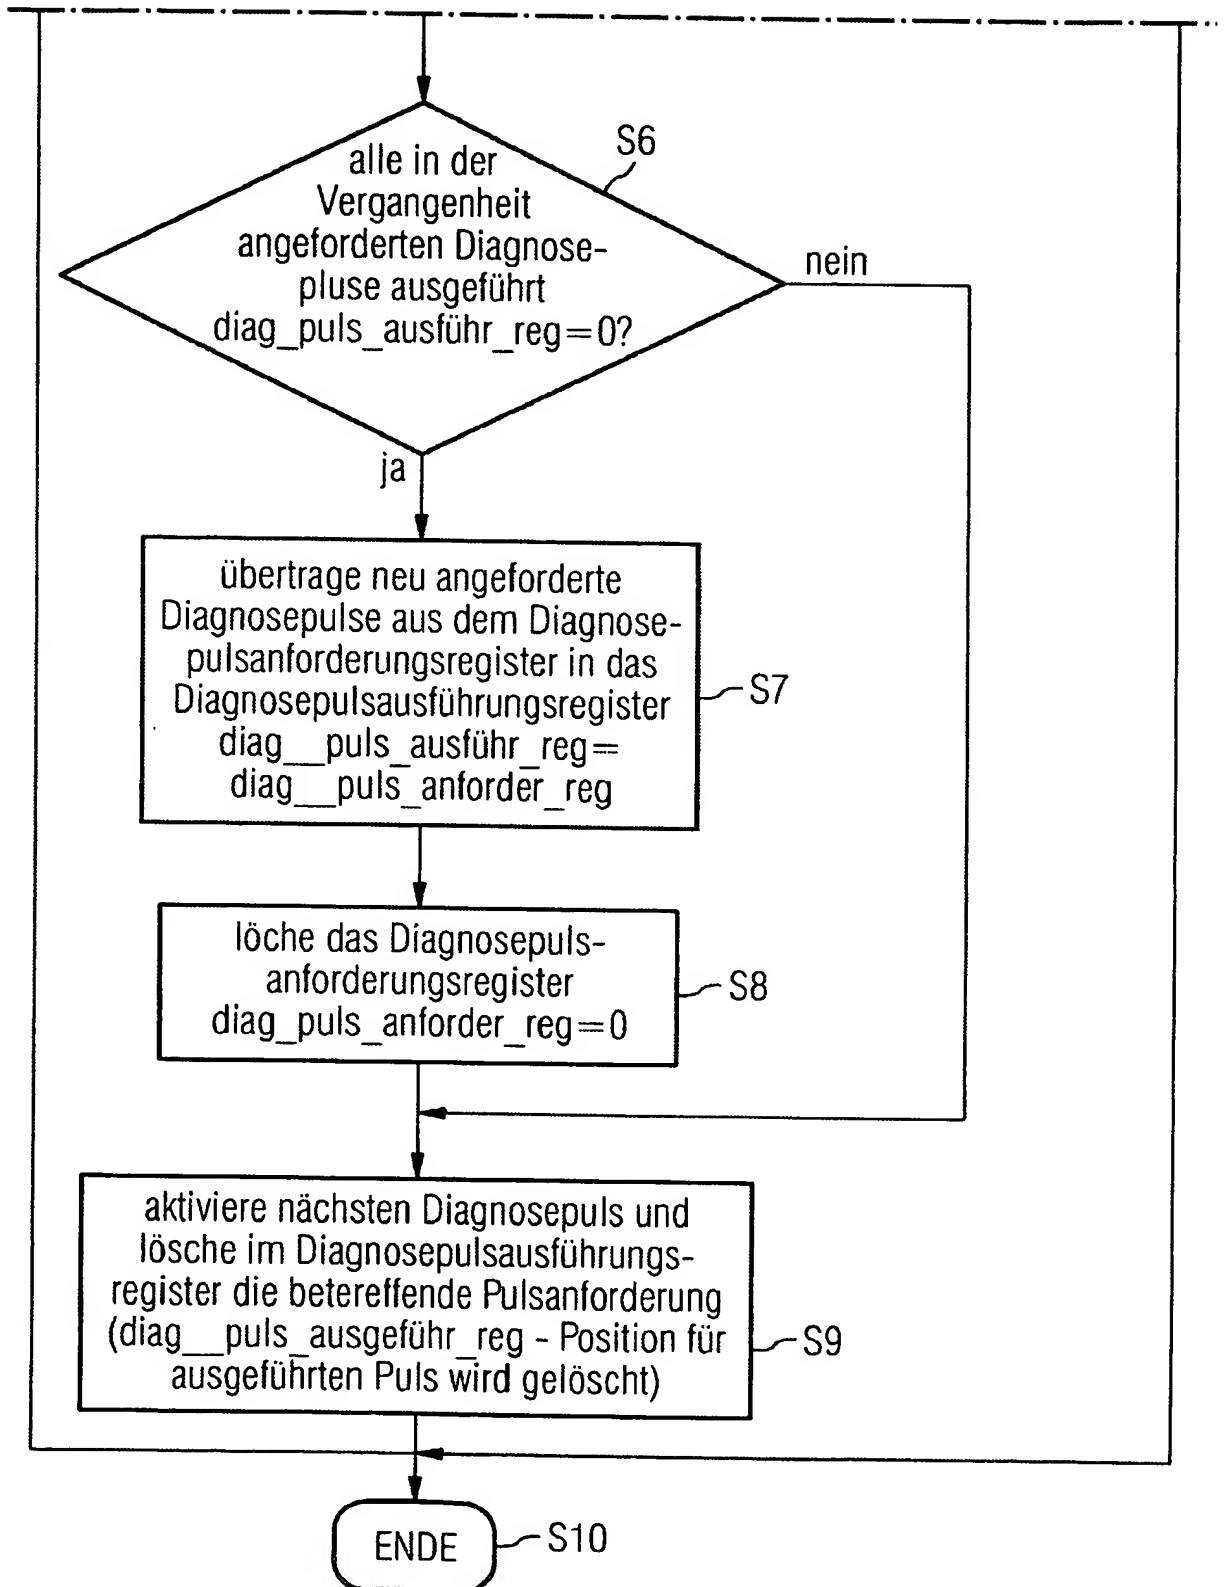 S6
alle in der
Vergangenheit
angeforderten Diagnose-
pluse ausgeführt
diag_puls_ausführ_reg=0?
nein
ja
übertrage neu angeforderte
Diagnosepulse aus dem Diagnose-
pulsanforderungsregister in das
Diagnosepulsausführungsregister
diag__puls_ausführ_reg=
diag__puls_anforder_reg
S7
löche das Diagnosepuls-
anforderungsregister
diag_puls_anforder_reg=0
S8
aktiviere nächsten Diagnosepuls und
lösche im Diagnosepulsausführungs-
register die betereffende Pulsanforderung
(diag__puls_ausgeführ_reg - Position für
ausgeführten Puls wird gelöscht)
S9
ENDE
S10